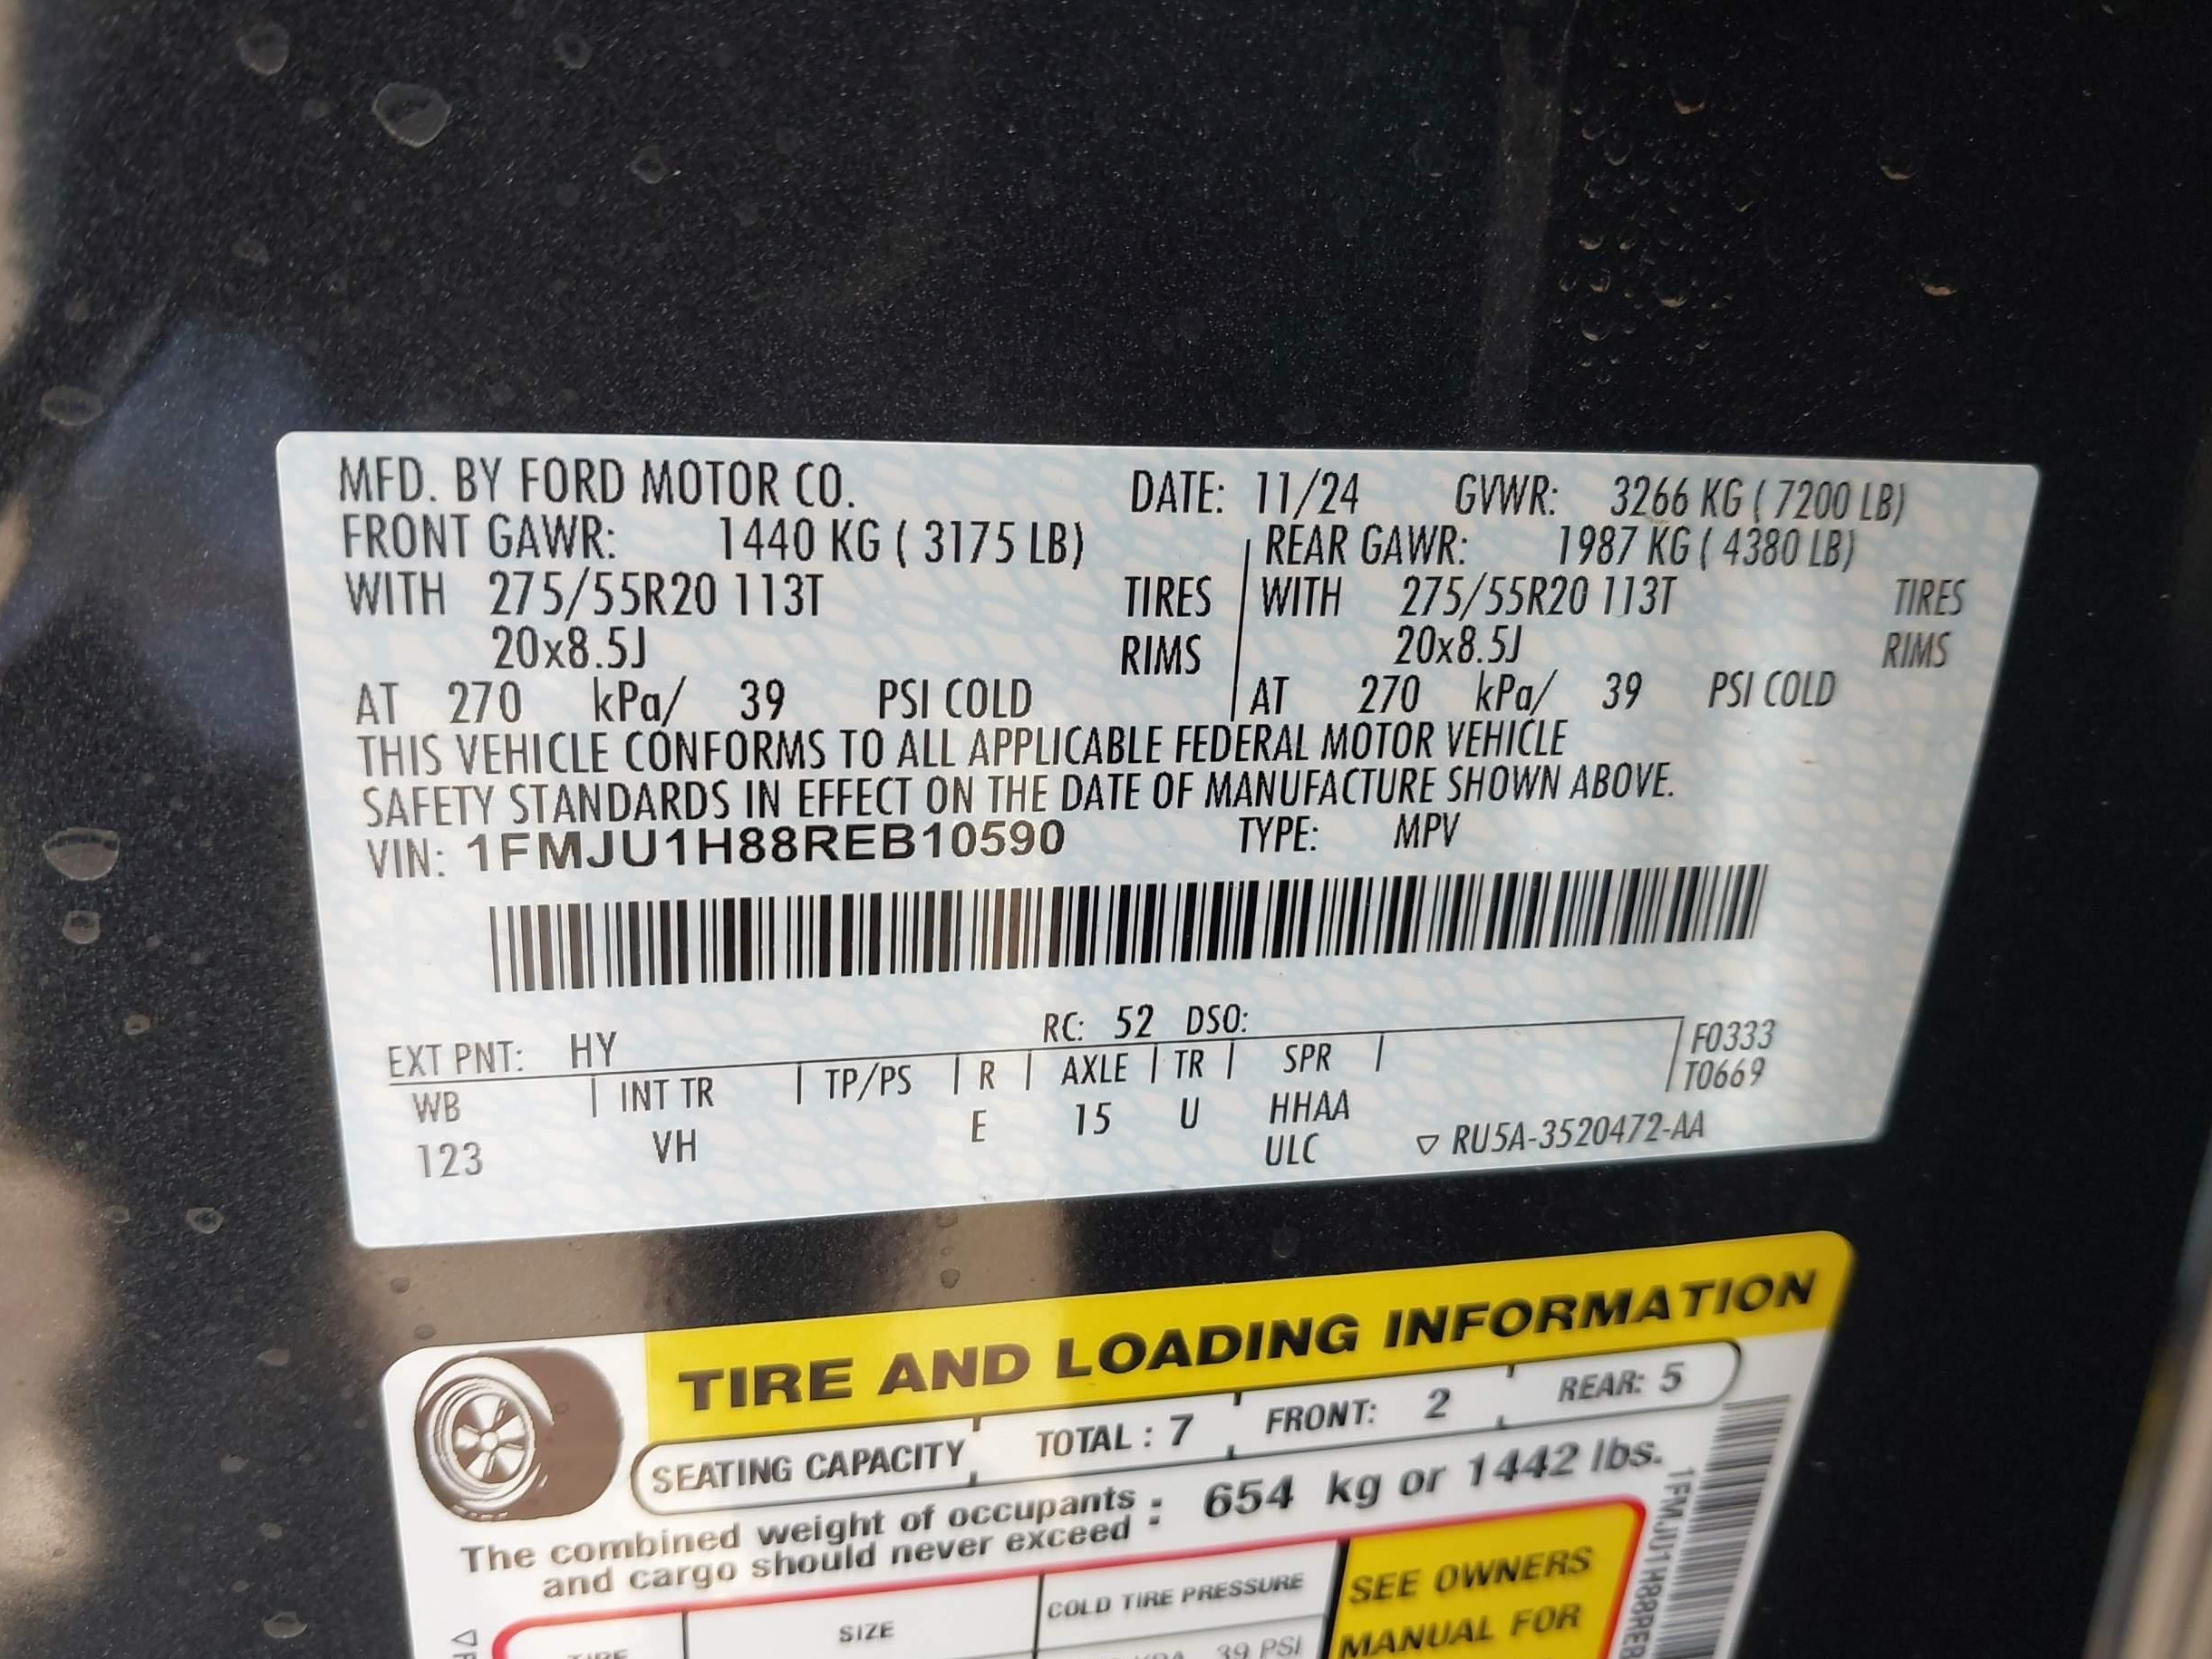 MFD. BY FORD MOTOR CO. DATE: 11/24 GVWR: 3266 KG ( 7200 LB)
FRONT GAWR: 1440 KG ( 3175 LB) REAR GAWR: 1987 KG ( 4380 LB)
WITH 275/55R20 113T TIRES WITH 275/55R20 113T TIRES
20x8.5J RIMS 20x8.5J RIMS
AT 270 kPa/ 39 PSI COLD AT 270 kPa/ 39 PSI COLD
THIS VEHICLE CONFORMS TO ALL APPLICABLE FEDERAL MOTOR VEHICLE
SAFETY STANDARDS IN EFFECT ON THE DATE OF MANUFACTURE SHOWN ABOVE.
VIN: 1FMJU1H88REB10590 TYPE: MPV
EXT PNT: HY RC: 52 DSO: F0333
WB INT TR TP/PS R AXLE TR SPR T0669
123 VH E 15 U HHAA
ULC ▽ RU5A-3520472-AA
TIRE AND LOADING INFORMATION
SEATING CAPACITY TOTAL : 7 FRONT: 2 REAR: 5
The combined weight of occupants
and cargo should never exceed : 654 kg or 1442 lbs.
SIZE COLD TIRE PRESSURE SEE OWNERS
39 PSI MANUAL FOR